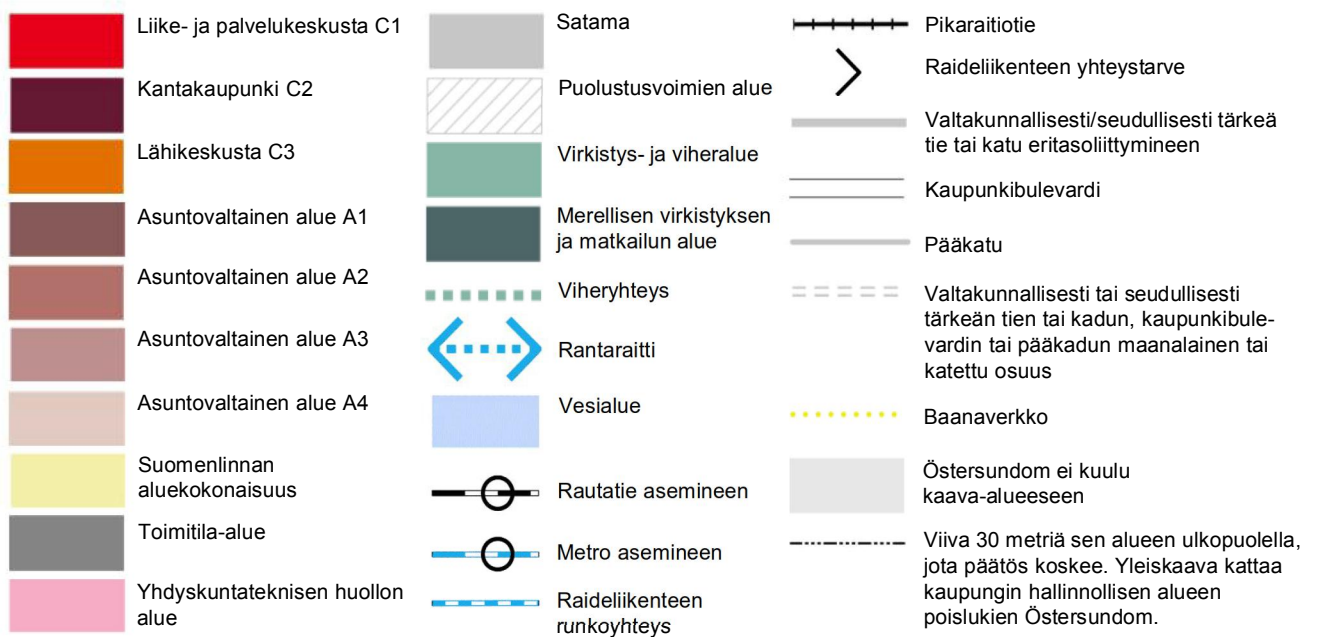 Liike- ja palvelukeskusta C1
Kantakaupunki C2
Lähikeskusta C3
Asuntovaltainen alue A1
Asuntovaltainen alue A2
Asuntovaltainen alue A3
Asuntovaltainen alue A4
Suomenlinnan
aluekokonaisuus
Toimitila-alue
Yhdyskuntateknisen huollon
alue
Satama
Puolustusvoimien alue
Virkistys- ja viheralue
Merellisen virkistyksen
ja matkailun alue
Viheryhteys
Rantaraitti
Vesialue
Rautatie asemineen
Metro asemineen
Raideliikenteen
runkoyhteys
Pikaraitiotie
Raideliikenteen yhteystarve
Valtakunnallisesti/seudullisesti tärkeä
tie tai katu eritasoliittymineen
Kaupunkibulevardi
Pääkatu
Valtakunnallisesti tai seudullisesti
tärkeän tien tai kadun, kaupunkibule-
vardin tai pääkadun maanalainen tai
katettu osuus
Baanaverkko
Östersundom ei kuulu
kaava-alueeseen
Viiva 30 metriä sen alueen ulkopuolella,
jota päätös koskee. Yleiskaava kattaa
kaupungin hallinnollisen alueen
poislukien Östersundom.